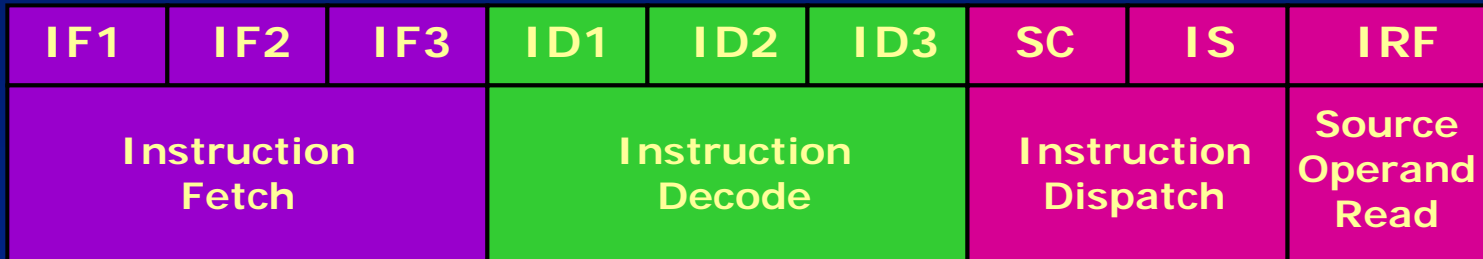 IF1 IF2 IF3 ID1 ID2 ID3 SC IS IRF
Instruction
Fetch
Instruction
Decode
Instruction
Dispatch
Source
Operand
Read